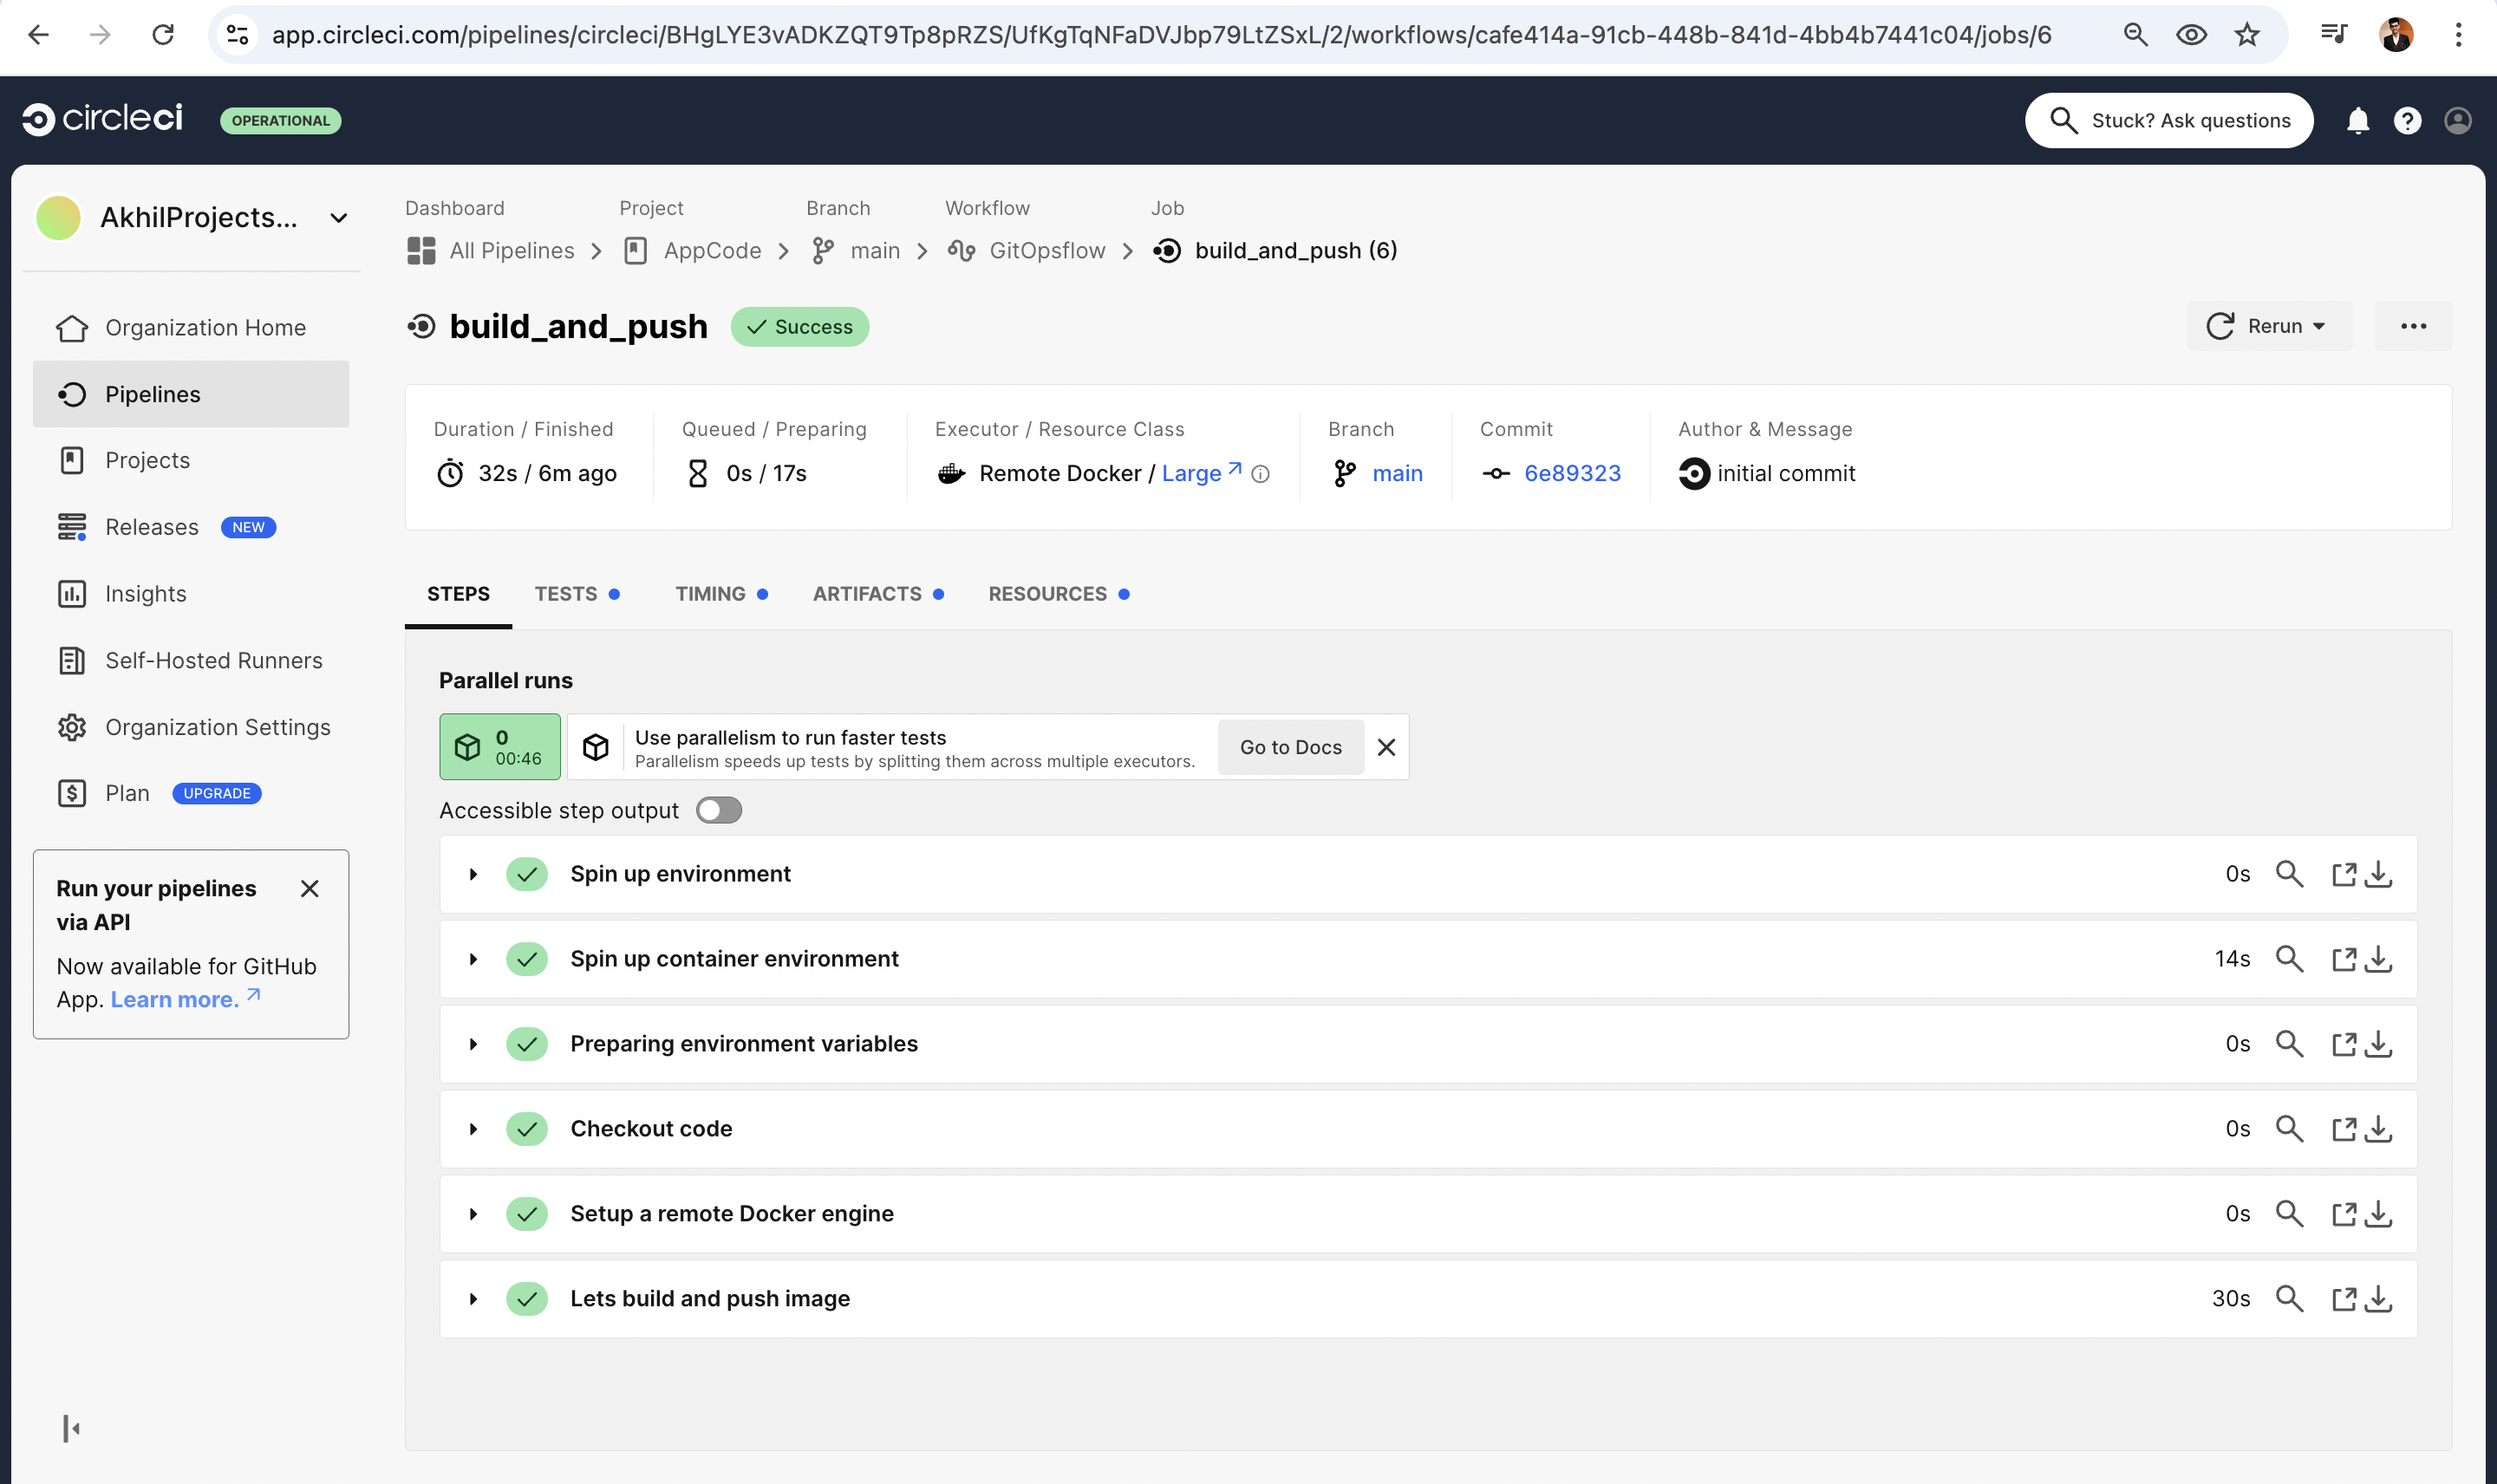 app.circleci.com/pipelines/circleci/BHgLYE3vADKZQT9Tp8pRZS/UfKgTqNFaDVJbp79LtZSxL/2/workflows/cafe414a-91cb-448b-841d-4bb4b7441c04/jobs/6
circleci
OPERATIONAL
Stuck? Ask questions
AkhilProjects...
Organization Home
Pipelines
Projects
Releases NEW
Insights
Self-Hosted Runners
Organization Settings
Plan UPGRADE
Run your pipelines
via API
Now available for GitHub
App. Learn more.
Dashboard Project Branch Workflow Job
All Pipelines AppCode main GitOpsflow build_and_push (6)
build_and_push Success
Rerun
Duration / Finished
32s / 6m ago
Queued / Preparing
0s / 17s
Executor / Resource Class
Remote Docker / Large
Branch
main
Commit
6e89323
Author & Message
initial commit
STEPS TESTS TIMING ARTIFACTS RESOURCES
Parallel runs
0
00:46
Use parallelism to run faster tests
Parallelism speeds up tests by splitting them across multiple executors.
Go to Docs
Accessible step output
Spin up environment 0s
Spin up container environment 14s
Preparing environment variables 0s
Checkout code 0s
Setup a remote Docker engine 0s
Lets build and push image 30s